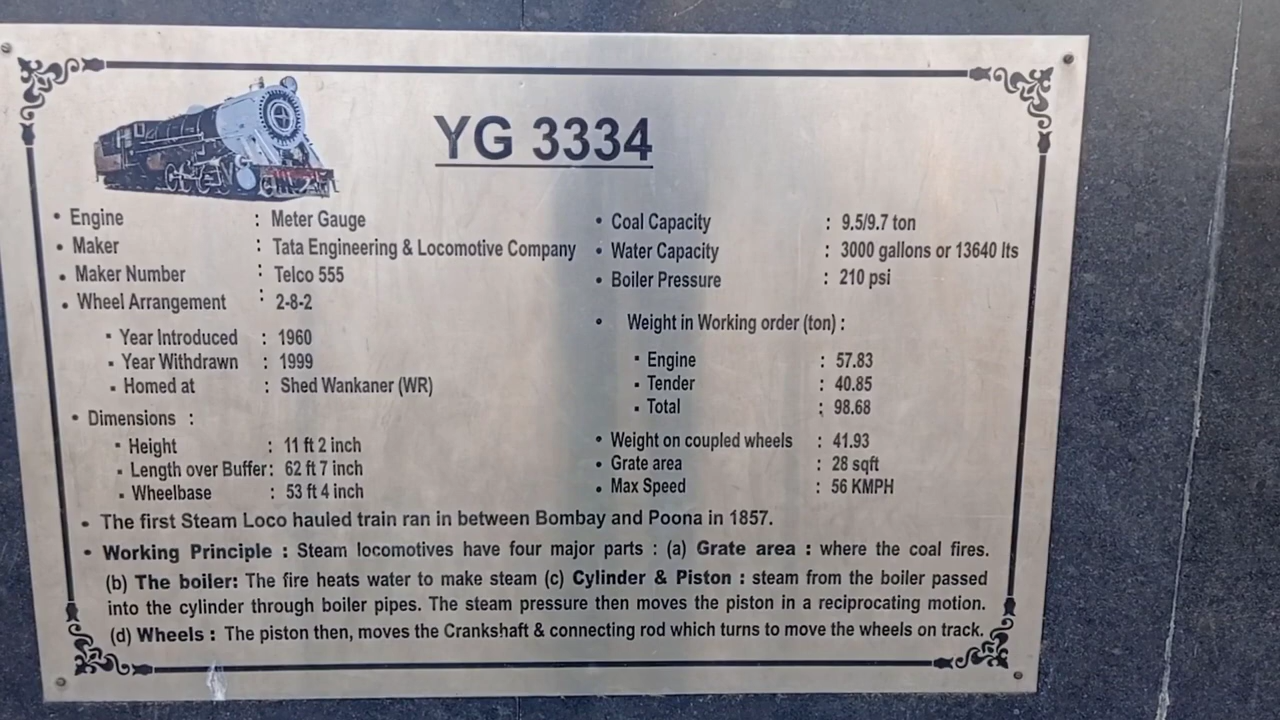 YG 3334
• Engine : Meter Gauge
• Maker : Tata Engineering & Locomotive Company
• Maker Number : Telco 555
• Wheel Arrangement : 2-8-2
▪ Year Introduced : 1960
▪ Year Withdrawn : 1999
▪ Homed at : Shed Wankaner (WR)
• Dimensions :
▪ Height : 11 ft 2 inch
▪ Length over Buffer : 62 ft 7 inch
▪ Wheelbase : 53 ft 4 inch
• Coal Capacity : 9.5/9.7 ton
• Water Capacity : 3000 gallons or 13640 lts
• Boiler Pressure : 210 psi
• Weight in Working order (ton) :
▪ Engine : 57.83
▪ Tender : 40.85
▪ Total : 98.68
• Weight on coupled wheels : 41.93
• Grate area : 28 sqft
• Max Speed : 56 KMPH
• The first Steam Loco hauled train ran in between Bombay and Poona in 1857.
• Working Principle : Steam locomotives have four major parts : (a) Grate area : where the coal fires.
(b) The boiler: The fire heats water to make steam (c) Cylinder & Piston : steam from the boiler passed
into the cylinder through boiler pipes. The steam pressure then moves the piston in a reciprocating motion.
(d) Wheels : The piston then, moves the Crankshaft & connecting rod which turns to move the wheels on track.